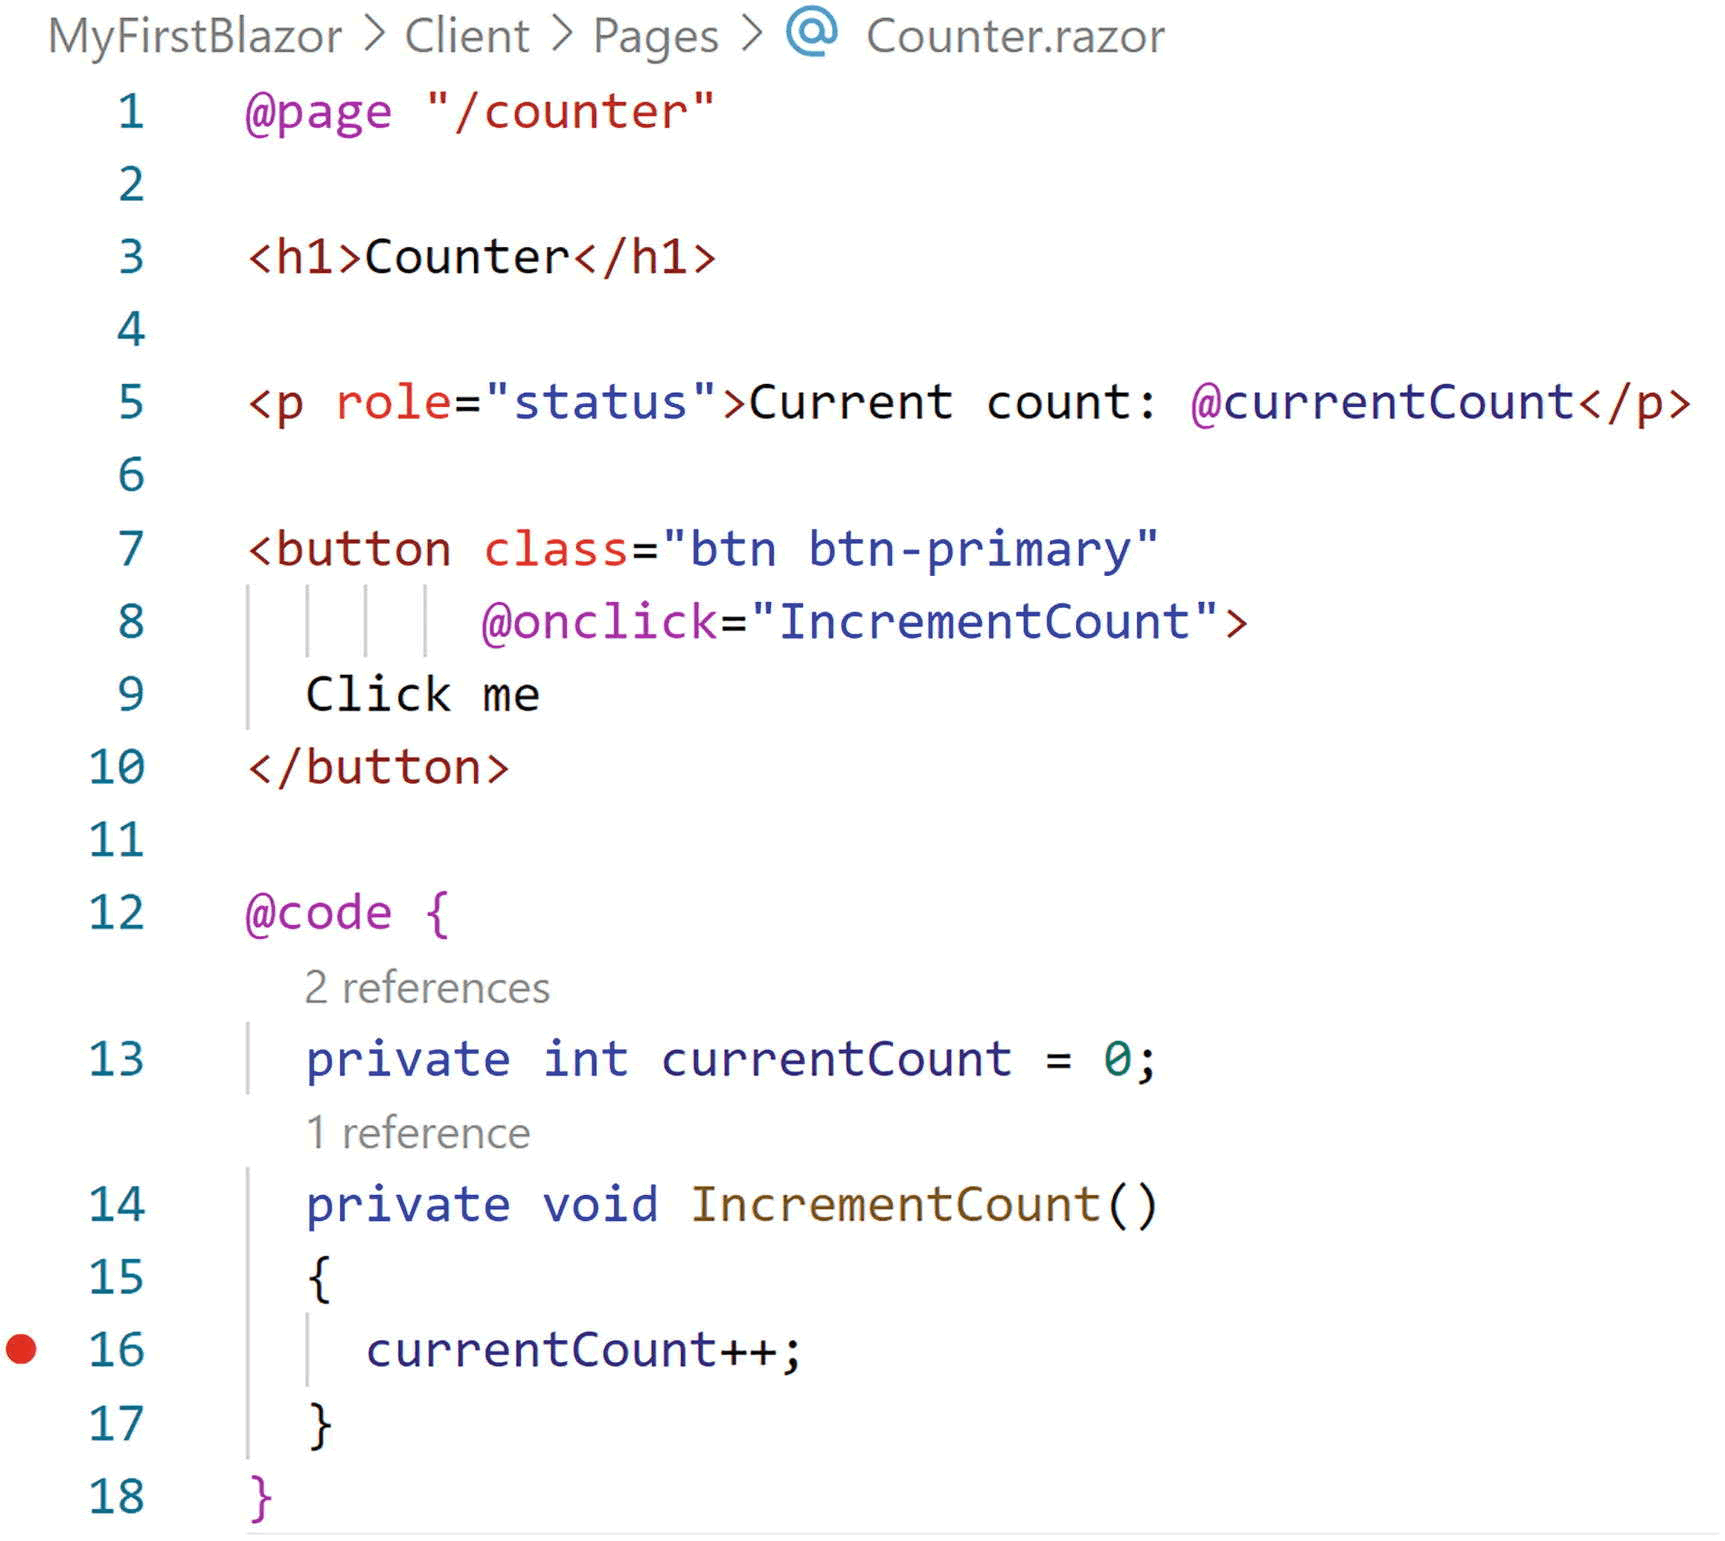 MyFirstBlazor > Client > Pages > @ Counter.razor
1 @page "/counter"
2
3 <h1>Counter</h1>
4
5 <p role="status">Current count: @currentCount</p>
6
7 <button class="btn btn-primary"
8         @onclick="IncrementCount">
9   Click me
10 </button>
11
12 @code {
2 references
13   private int currentCount = 0;
1 reference
14   private void IncrementCount()
15   {
16     currentCount++;
17   }
18 }